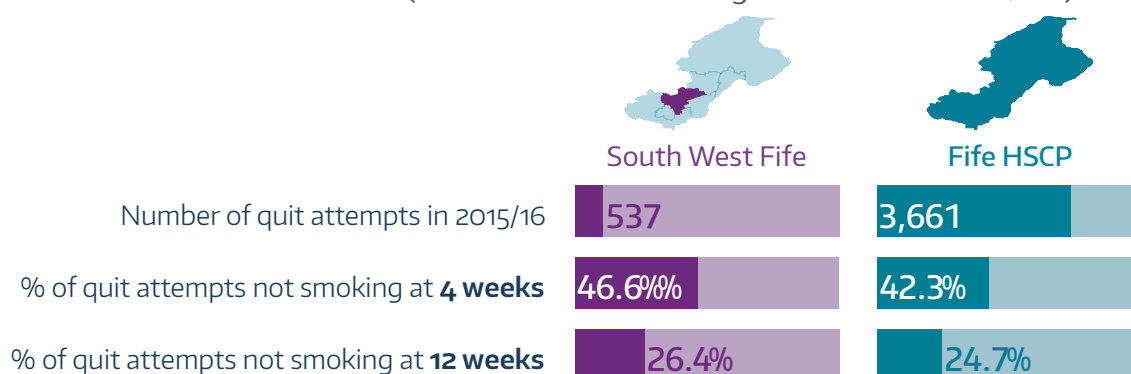 South West Fife Fife HSCP
Number of quit attempts in 2015/16 537 3,661
% of quit attempts not smoking at 4 weeks 46.6%% 42.3%
% of quit attempts not smoking at 12 weeks 26.4% 24.7%